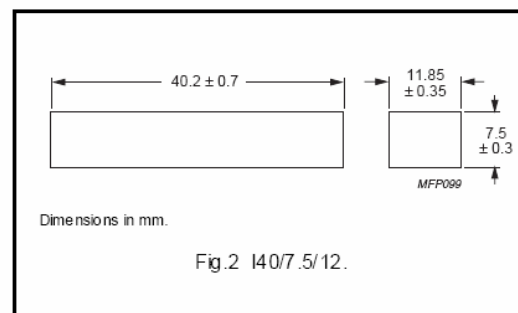 40.2 ± 0.7
11.85
± 0.35
7.5
± 0.3
MFP099
Dimensions in mm.
Fig.2 I40/7.5/12.